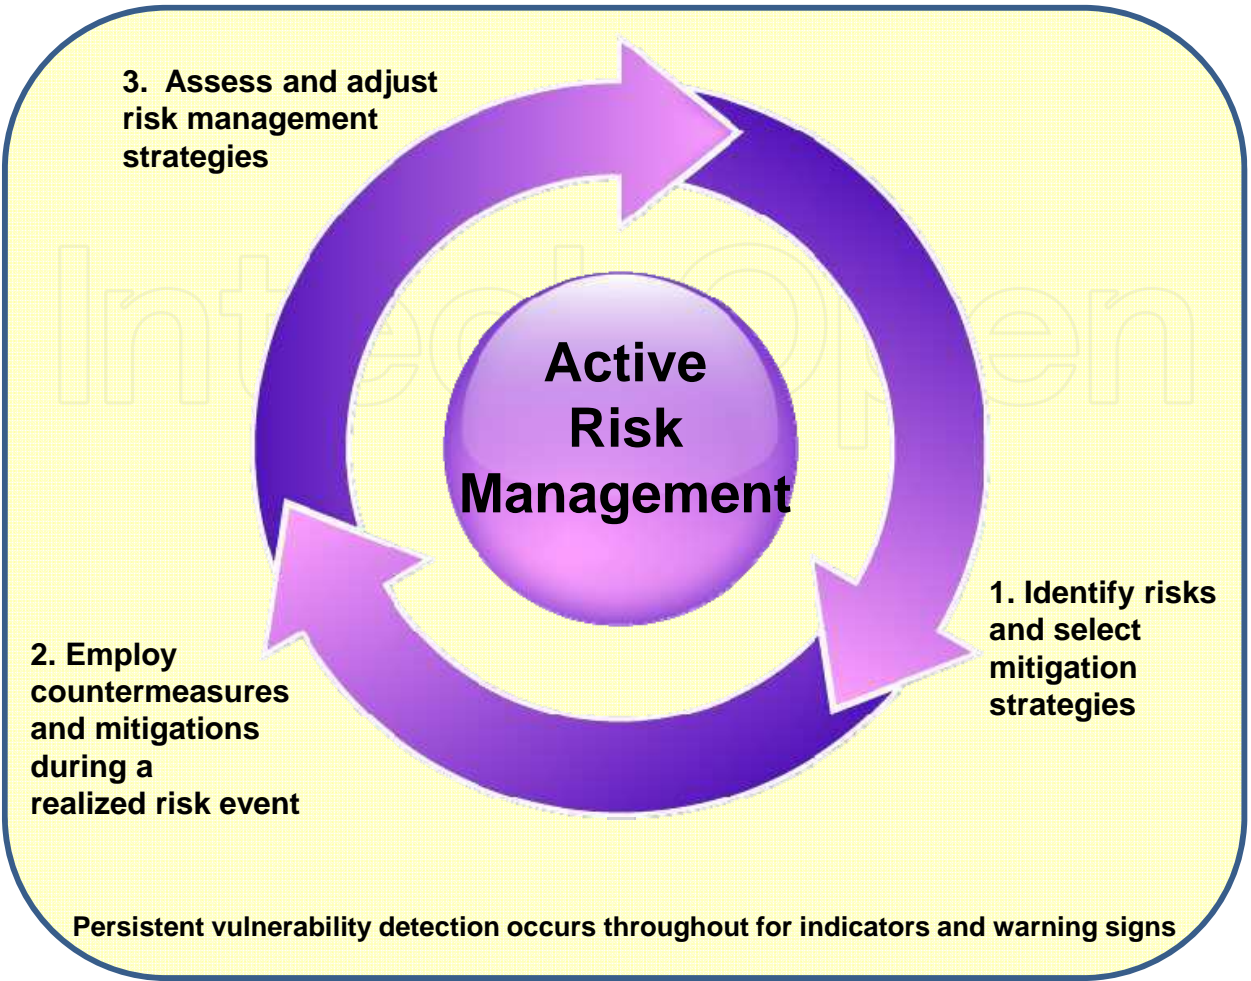 3.  Assess and adjust
risk management
strategies
IntechOpen
Active
Risk
Management
1. Identify risks
and select
mitigation
strategies
2. Employ
countermeasures
and mitigations
during a
realized risk event
Persistent vulnerability detection occurs throughout for indicators and warning signs